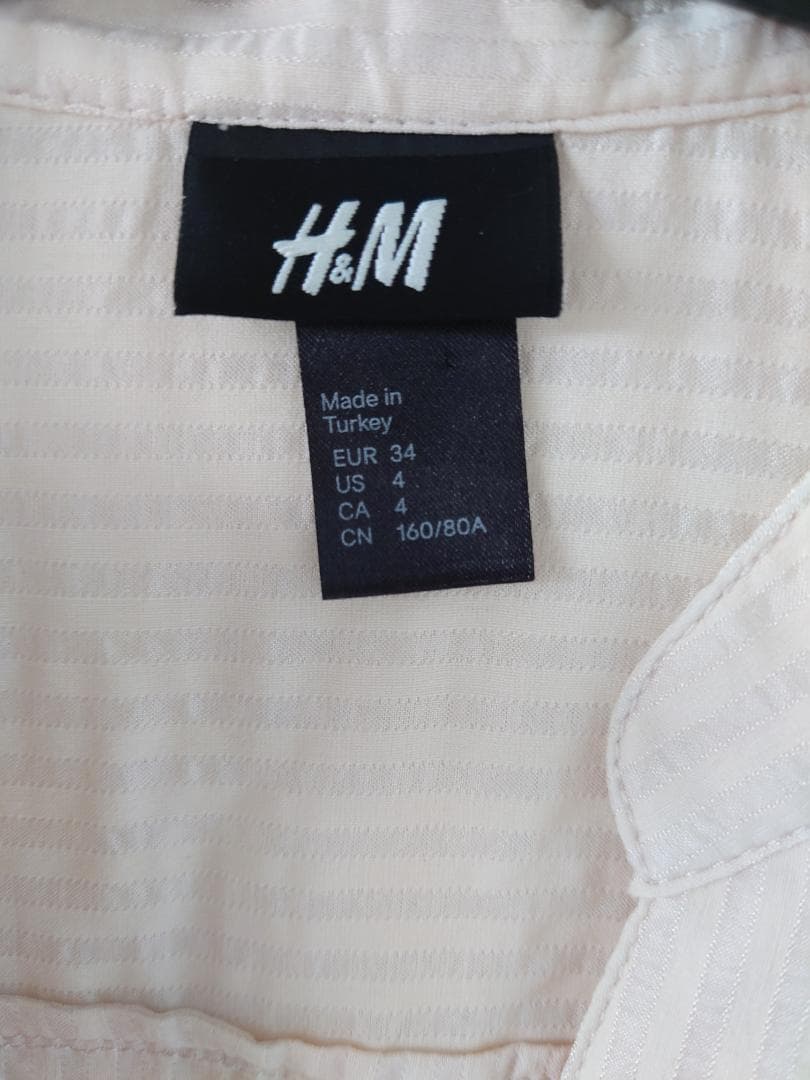 H&M
Made in
Turkey
EUR 34
US 4
CA 4
CN 160/80A